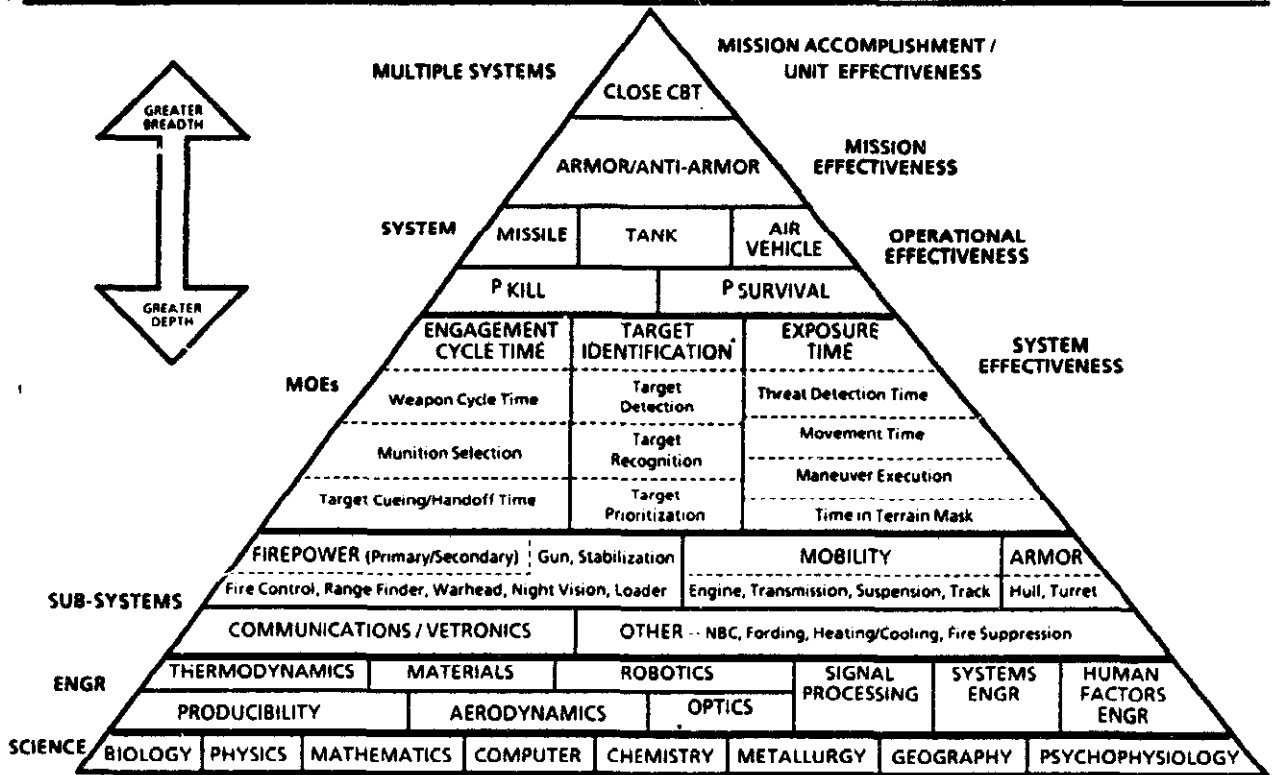 MULTIPLE SYSTEMS
MISSION ACCOMPLISHMENT /
UNIT EFFECTIVENESS
CLOSE CBT
GREATER
BREADTH
ARMOR/ANTI-ARMOR
MISSION
EFFECTIVENESS
SYSTEM
MISSILE
TANK
AIR
VEHICLE
OPERATIONAL
EFFECTIVENESS
P KILL
P SURVIVAL
GREATER
DEPTH
MOEs
ENGAGEMENT
CYCLE TIME
TARGET
IDENTIFICATION
EXPOSURE
TIME
SYSTEM
EFFECTIVENESS
Weapon Cycle Time
Target
Detection
Threat Detection Time
Munition Selection
Target
Recognition
Movement Time
Maneuver Execution
Target Cueing/Handoff Time
Target
Prioritization
Time in Terrain Mask
SUB-SYSTEMS
FIREPOWER (Primary/Secondary) Gun, Stabilization
Fire Control, Range Finder, Warhead, Night Vision, Loader
MOBILITY
Engine, Transmission, Suspension, Track
ARMOR
Hull, Turret
COMMUNICATIONS / VETRONICS
OTHER -- NBC, Fording, Heating/Cooling, Fire Suppression
ENGR
THERMODYNAMICS
MATERIALS
ROBOTICS
SIGNAL
PROCESSING
SYSTEMS
ENGR
HUMAN
FACTORS
ENGR
PRODUCIBILITY
AERODYNAMICS
OPTICS
SCIENCE
BIOLOGY
PHYSICS
MATHEMATICS
COMPUTER
CHEMISTRY
METALLURGY
GEOGRAPHY
PSYCHOPHYSIOLOGY